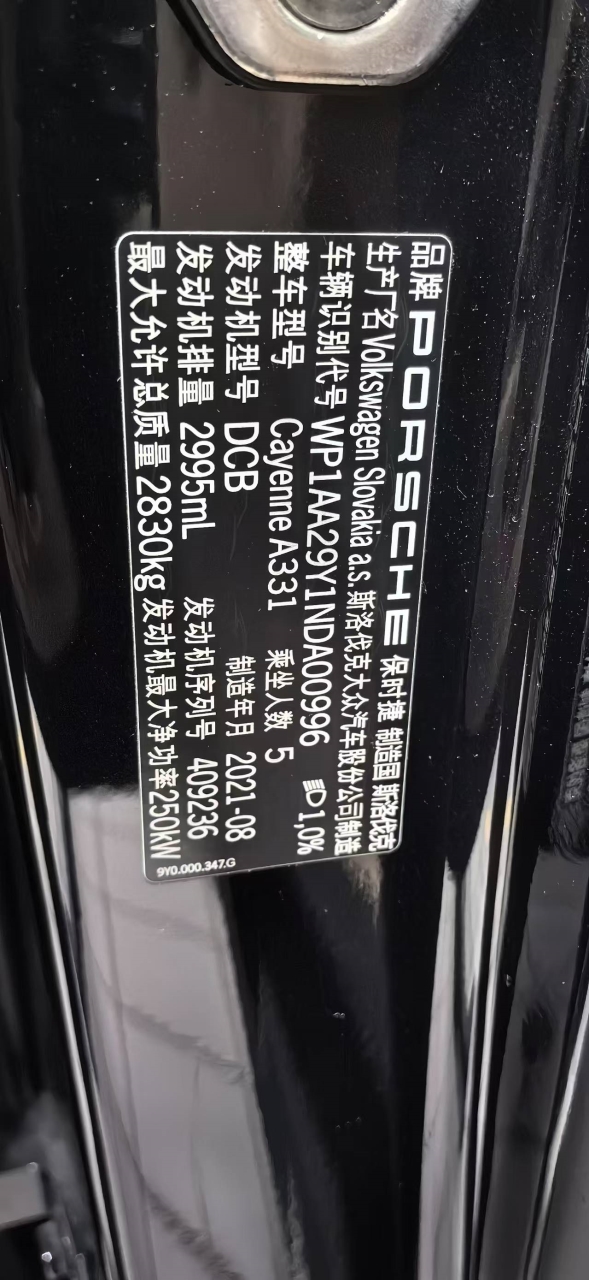 品牌 PORSCHE 保时捷 制造国 斯洛伐克
生产厂名 Volkswagen Slovakia a.s. 斯洛伐克大众汽车股份公司制造
车辆识别代号 WP1AA29Y1NDA00996 1,0%
整车型号 Cayenne A331 乘坐人数 5
发动机型号 DCB 制造年月 2021-08
发动机排量 2995mL 发动机序列号 409236
最大允许总质量 2830kg 发动机最大净功率250kW
9Y0.000.347.G